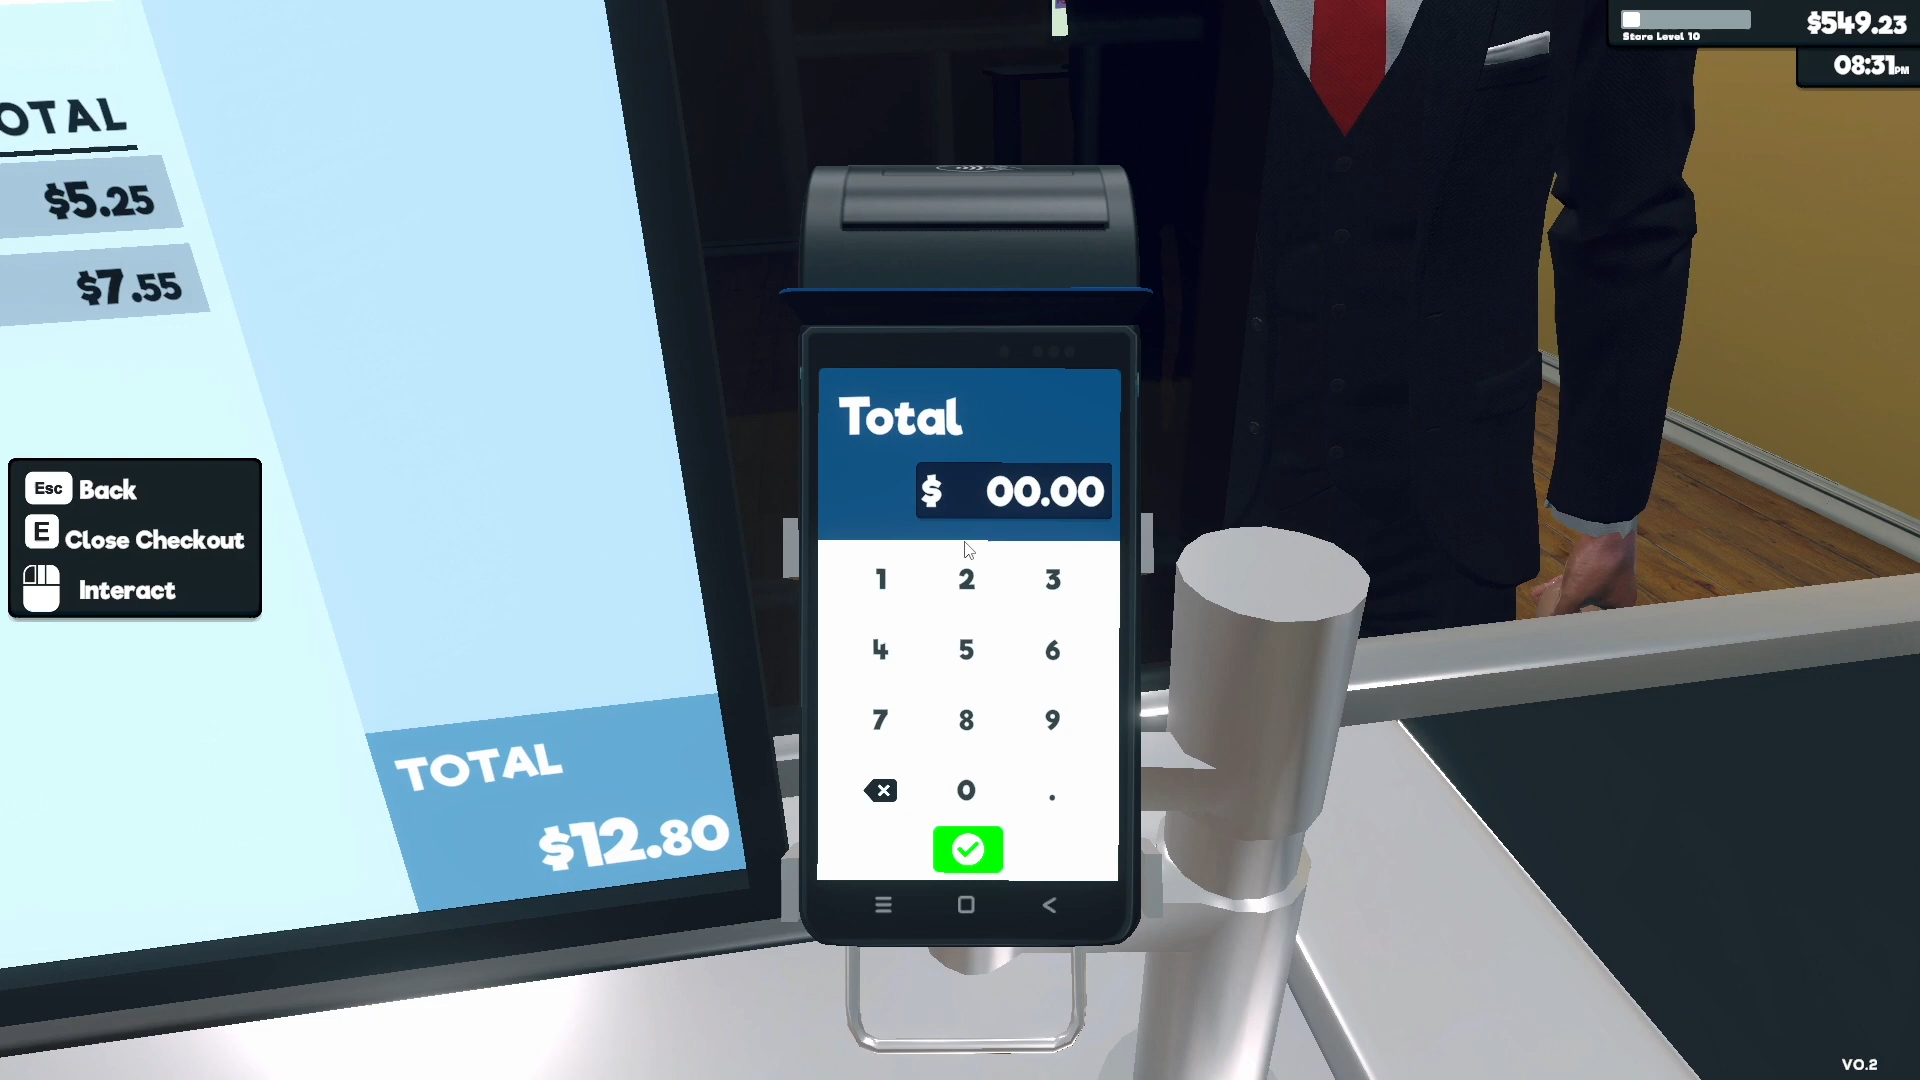 Store Level 10
$549.23
08:31PM
OTAL
$5.25
$7.55
Total
$ 00.00
Esc Back
E Close Checkout
Interact
1 2 3
4 5 6
7 8 9
0 .
TOTAL
$12.80
V0.2